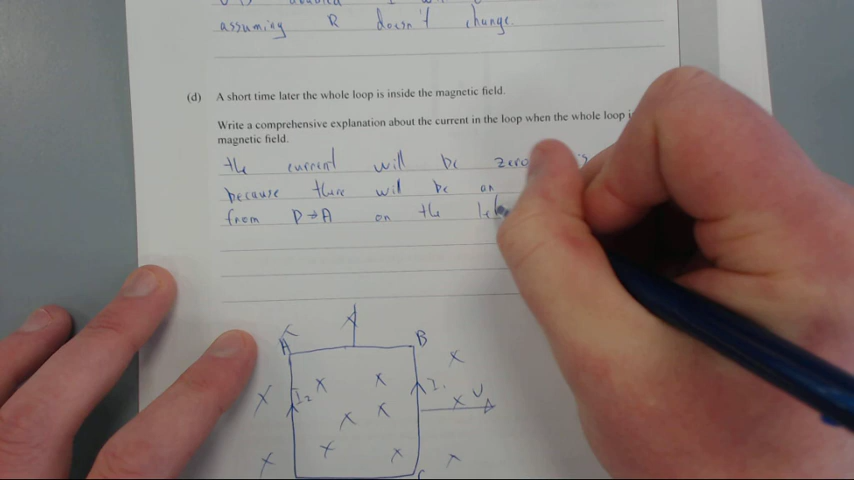 assuming R doesn't change.
(d) A short time later the whole loop is inside the magnetic field.
Write a comprehensive explanation about the current in the loop when the whole loop i
magnetic field.
the current will be zero
because there will be an
from D→A on the
A B
I₂ I₁ v